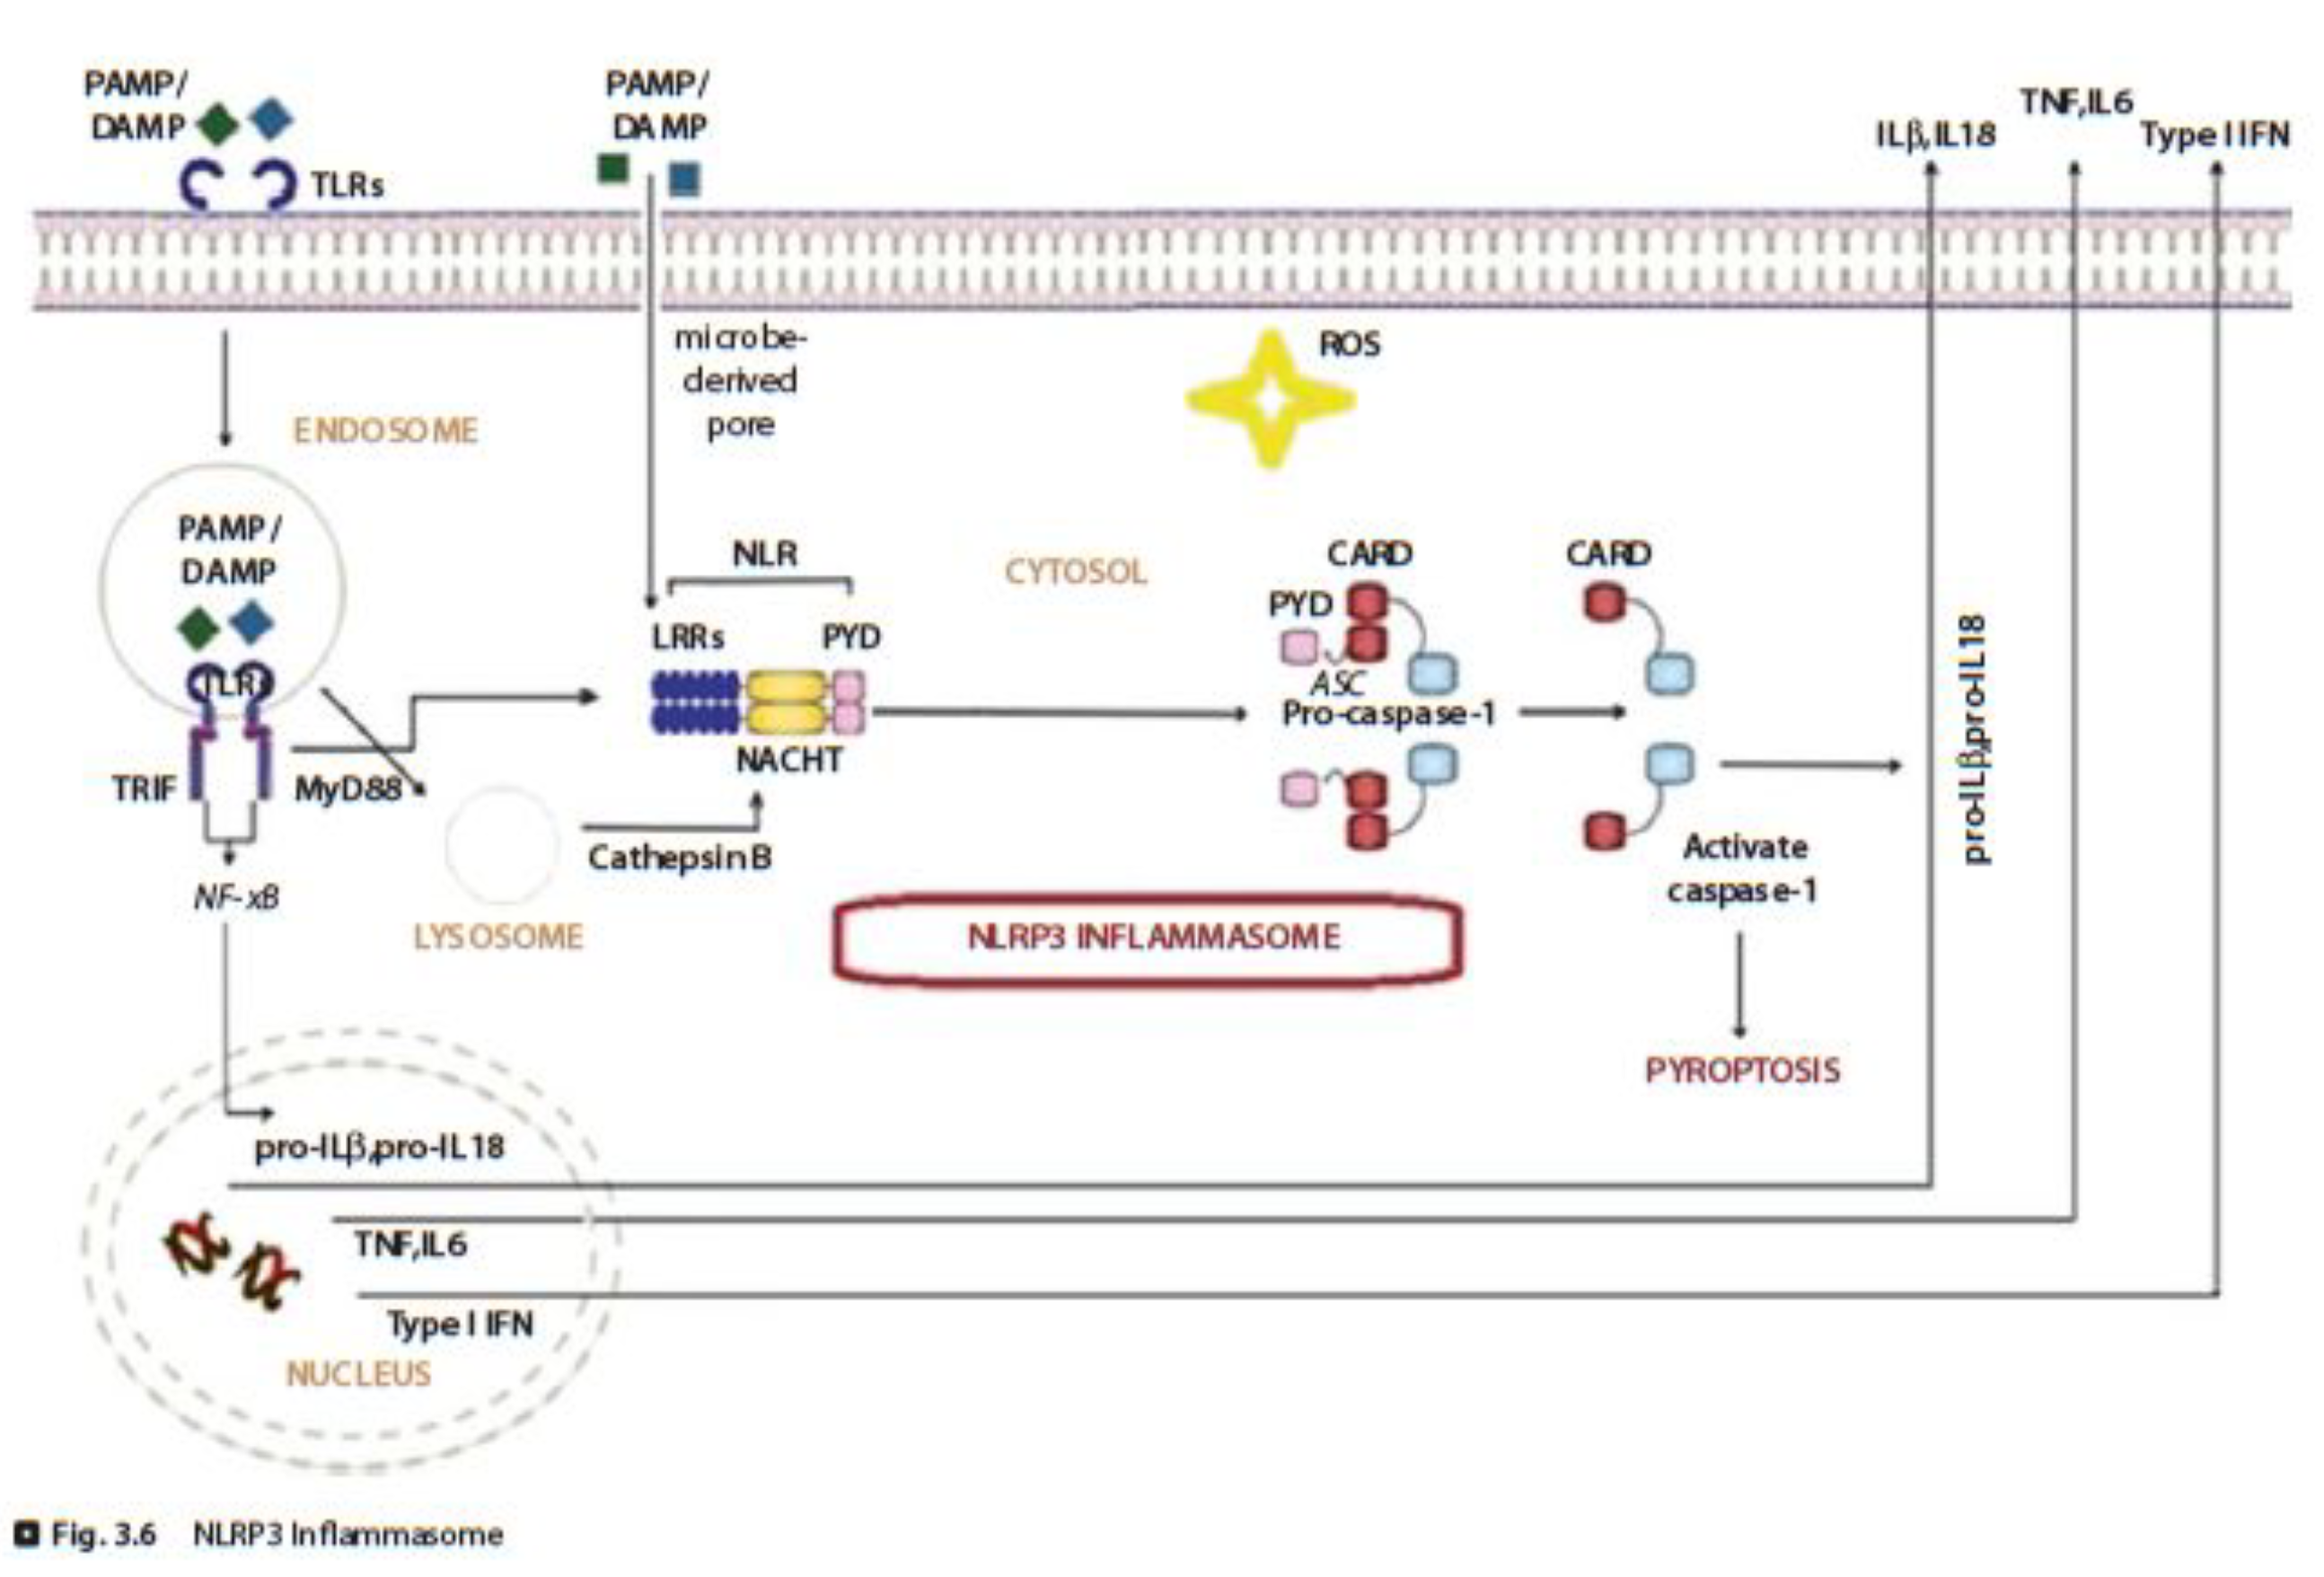 PAMP/
DAMP
TLRs
PAMP/
DAMP
TNF,IL6
ILβ,IL18
Type I IFN
microbe-
derived
pore
ROS
ENDOSOME
PAMP/
DAMP
TLRs
NLR
CYTOSOL
CARD
CARD
PYD
LRRs
PYD
ASC
Pro-caspase-1
NACHT
TRIF
MyD88
pro-ILβ,pro-IL18
Cathepsin B
Activate
caspase-1
NF-xB
LYSOSOME
NLRP3 INFLAMMASOME
PYROPTOSIS
pro-ILβ,pro-IL18
TNF,IL6
Type I IFN
NUCLEUS
Fig. 3.6 NLRP3 Inflammasome